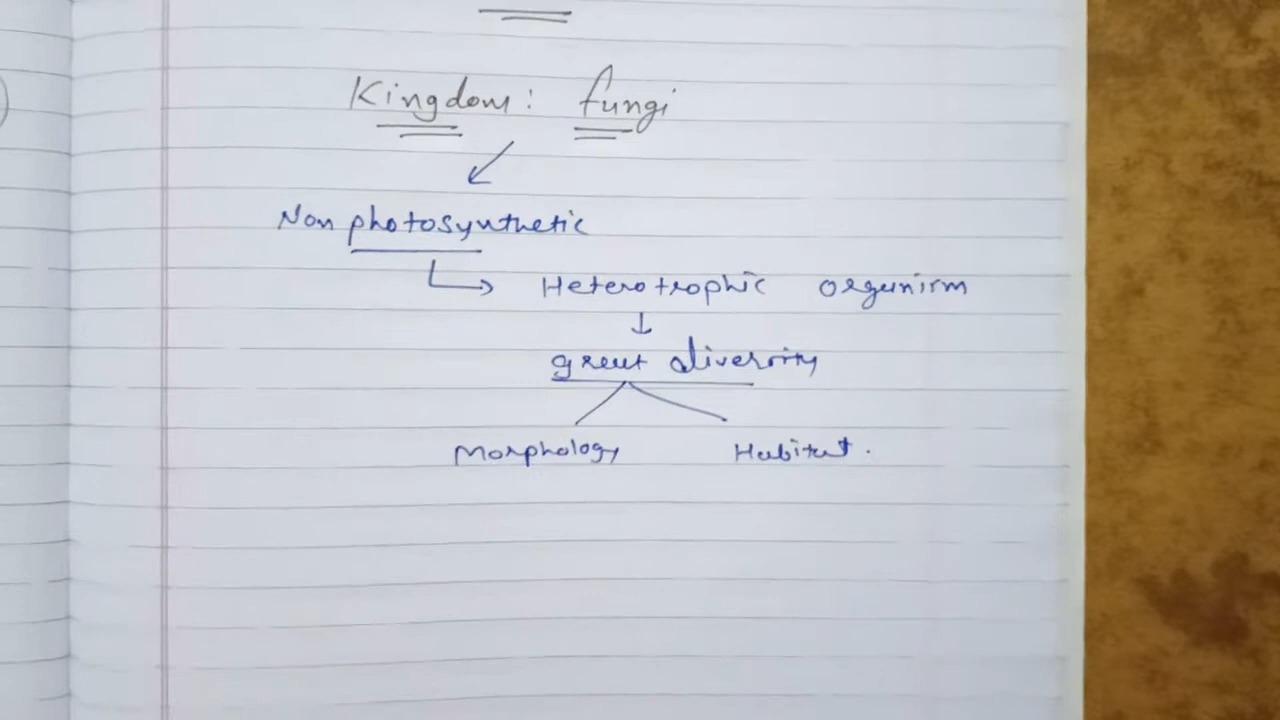 Kingdom: fungi
Non photosynthetic
Heterotrophic organism
great diversity
Morphology Habitat.